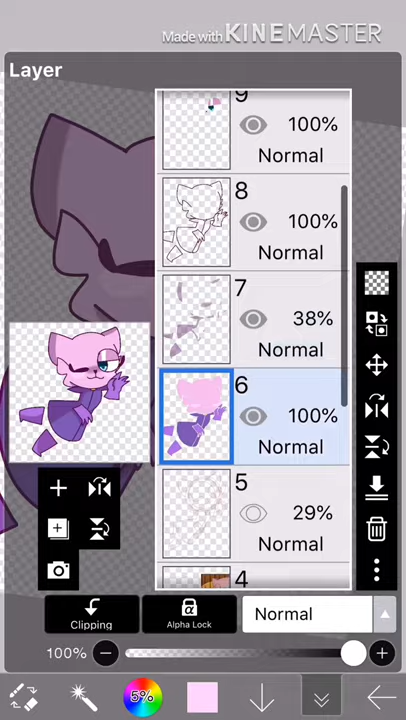 Made with KINEMASTER
Layer
9
100%
Normal
8
100%
Normal
7
38%
Normal
6
100%
Normal
5
29%
Normal
4
Clipping
α
Alpha Lock
Normal
100%
5%